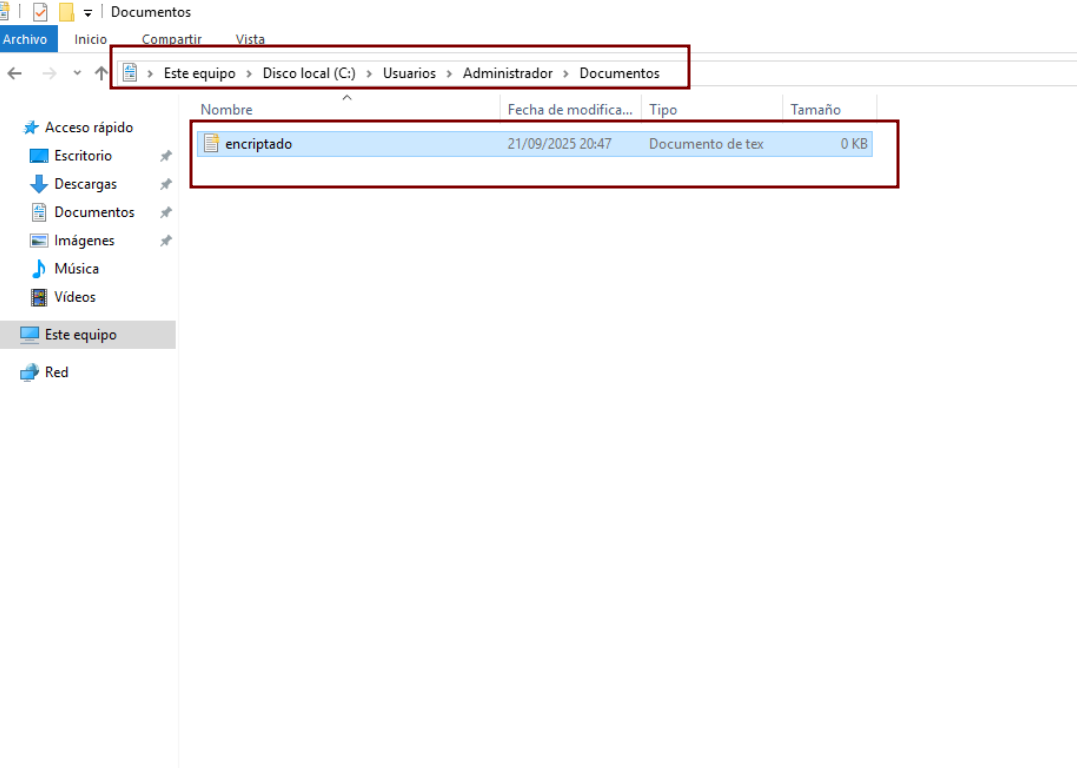 Documentos
Archivo Inicio Compartir Vista
Este equipo Disco local (C:) Usuarios Administrador Documentos
Nombre Fecha de modifica... Tipo Tamaño
encriptado 21/09/2025 20:47 Documento de tex 0 KB
Acceso rápido
Escritorio
Descargas
Documentos
Imágenes
Música
Vídeos
Este equipo
Red